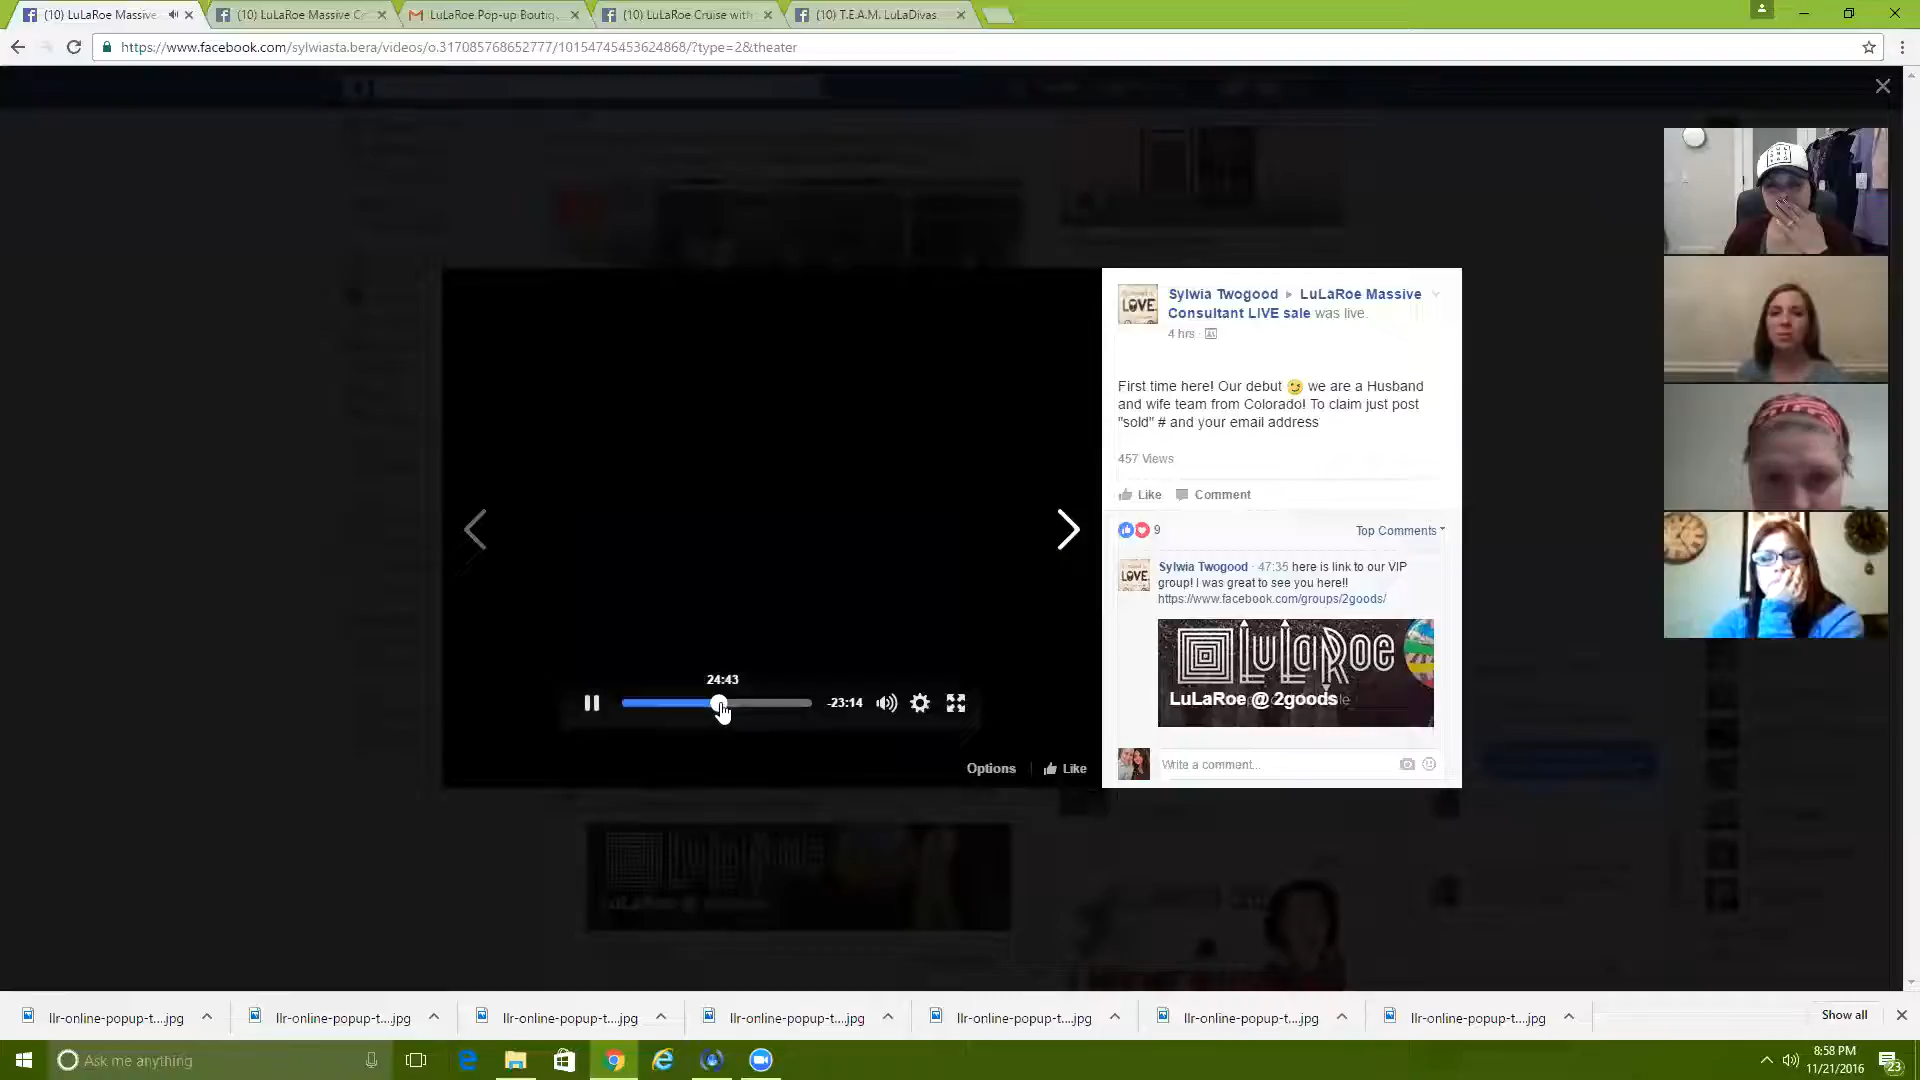 (10) LuLaRoe Massive
(10) LuLaRoe Massive C
LuLaRoe Pop-up Boutiq
(10) LuLaRoe Cruise with
(10) T.E.A.M. LuLaDivas
https://www.facebook.com/sylwiasta.bera/videos/o.317085768652777/10154745453624868/?type=2&theater
Sylwia Twogood ▸ LuLaRoe Massive
Consultant LIVE sale was live.
4 hrs ·
LOVE
First time here! Our debut 😉 we are a Husband
and wife team from Colorado! To claim just post
"sold" # and your email address
457 Views
Like Comment
9 Top Comments
LOVE
Sylwia Twogood · 47:35 here is link to our VIP
group! I was great to see you here!!
https://www.facebook.com/groups/2goods/
LuLaRoe
LuLaRoe @ 2goods
24:43
-23:14
Options Like
Write a comment...
llr-online-popup-t....jpg
llr-online-popup-t....jpg
llr-online-popup-t....jpg
llr-online-popup-t....jpg
llr-online-popup-t....jpg
llr-online-popup-t....jpg
llr-online-popup-t....jpg
Show all
Ask me anything
8:58 PM
11/21/2016
23